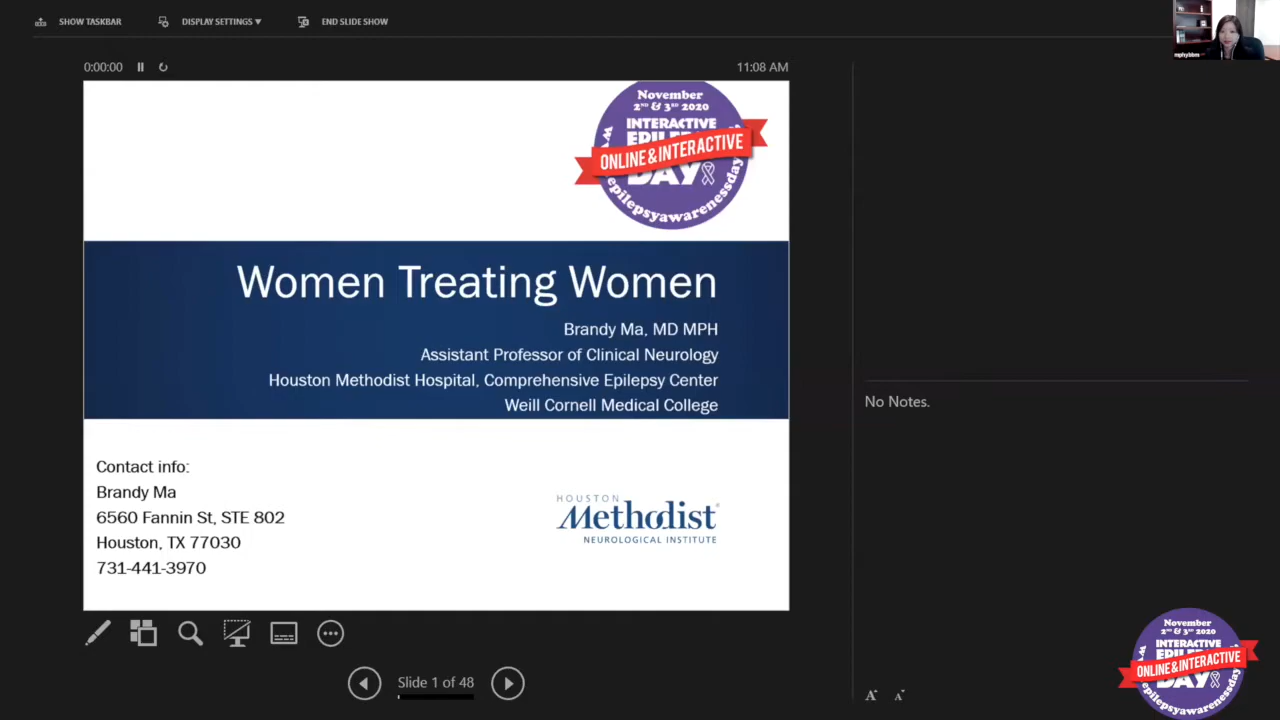 SHOW TASKBAR
DISPLAY SETTINGS ▼
END SLIDE SHOW
0:00:00
11:08 AM
November
2ND & 3RD 2020
INTERACTIVE
ONLINE & INTERACTIVE
DAY
epilepsyawarenessday
Women Treating Women
Brandy Ma, MD MPH
Assistant Professor of Clinical Neurology
Houston Methodist Hospital, Comprehensive Epilepsy Center
Weill Cornell Medical College
Contact info:
Brandy Ma
6560 Fannin St, STE 802
Houston, TX 77030
731-441-3970
HOUSTON
Methodist
NEUROLOGICAL INSTITUTE
Slide 1 of 48
No Notes.
November
2ND & 3RD 2020
INTERACTIVE
ONLINE & INTERACTIVE
DAY
epilepsyawarenessday